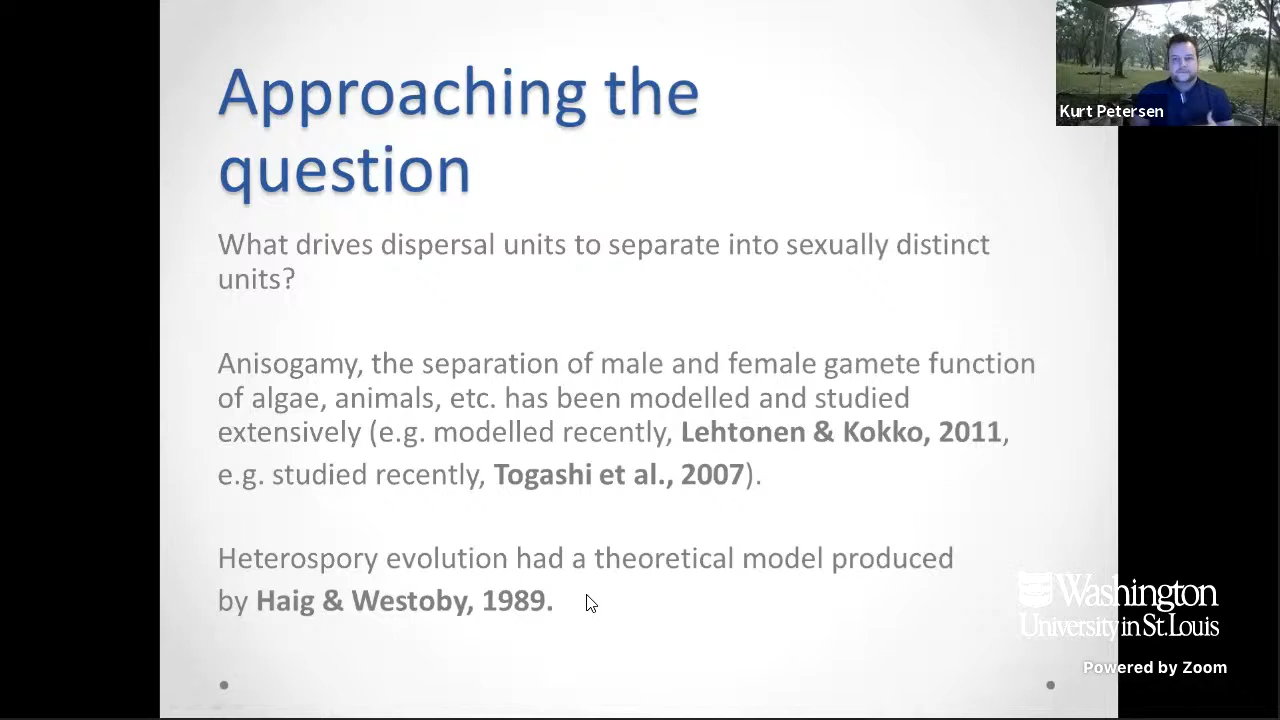 Approaching the
question
What drives dispersal units to separate into sexually distinct
units?
Anisogamy, the separation of male and female gamete function
of algae, animals, etc. has been modelled and studied
extensively (e.g. modelled recently, Lehtonen & Kokko, 2011,
e.g. studied recently, Togashi et al., 2007).
Heterospory evolution had a theoretical model produced
by Haig & Westoby, 1989.
Kurt Petersen
Washington
University in St. Louis
Powered by Zoom